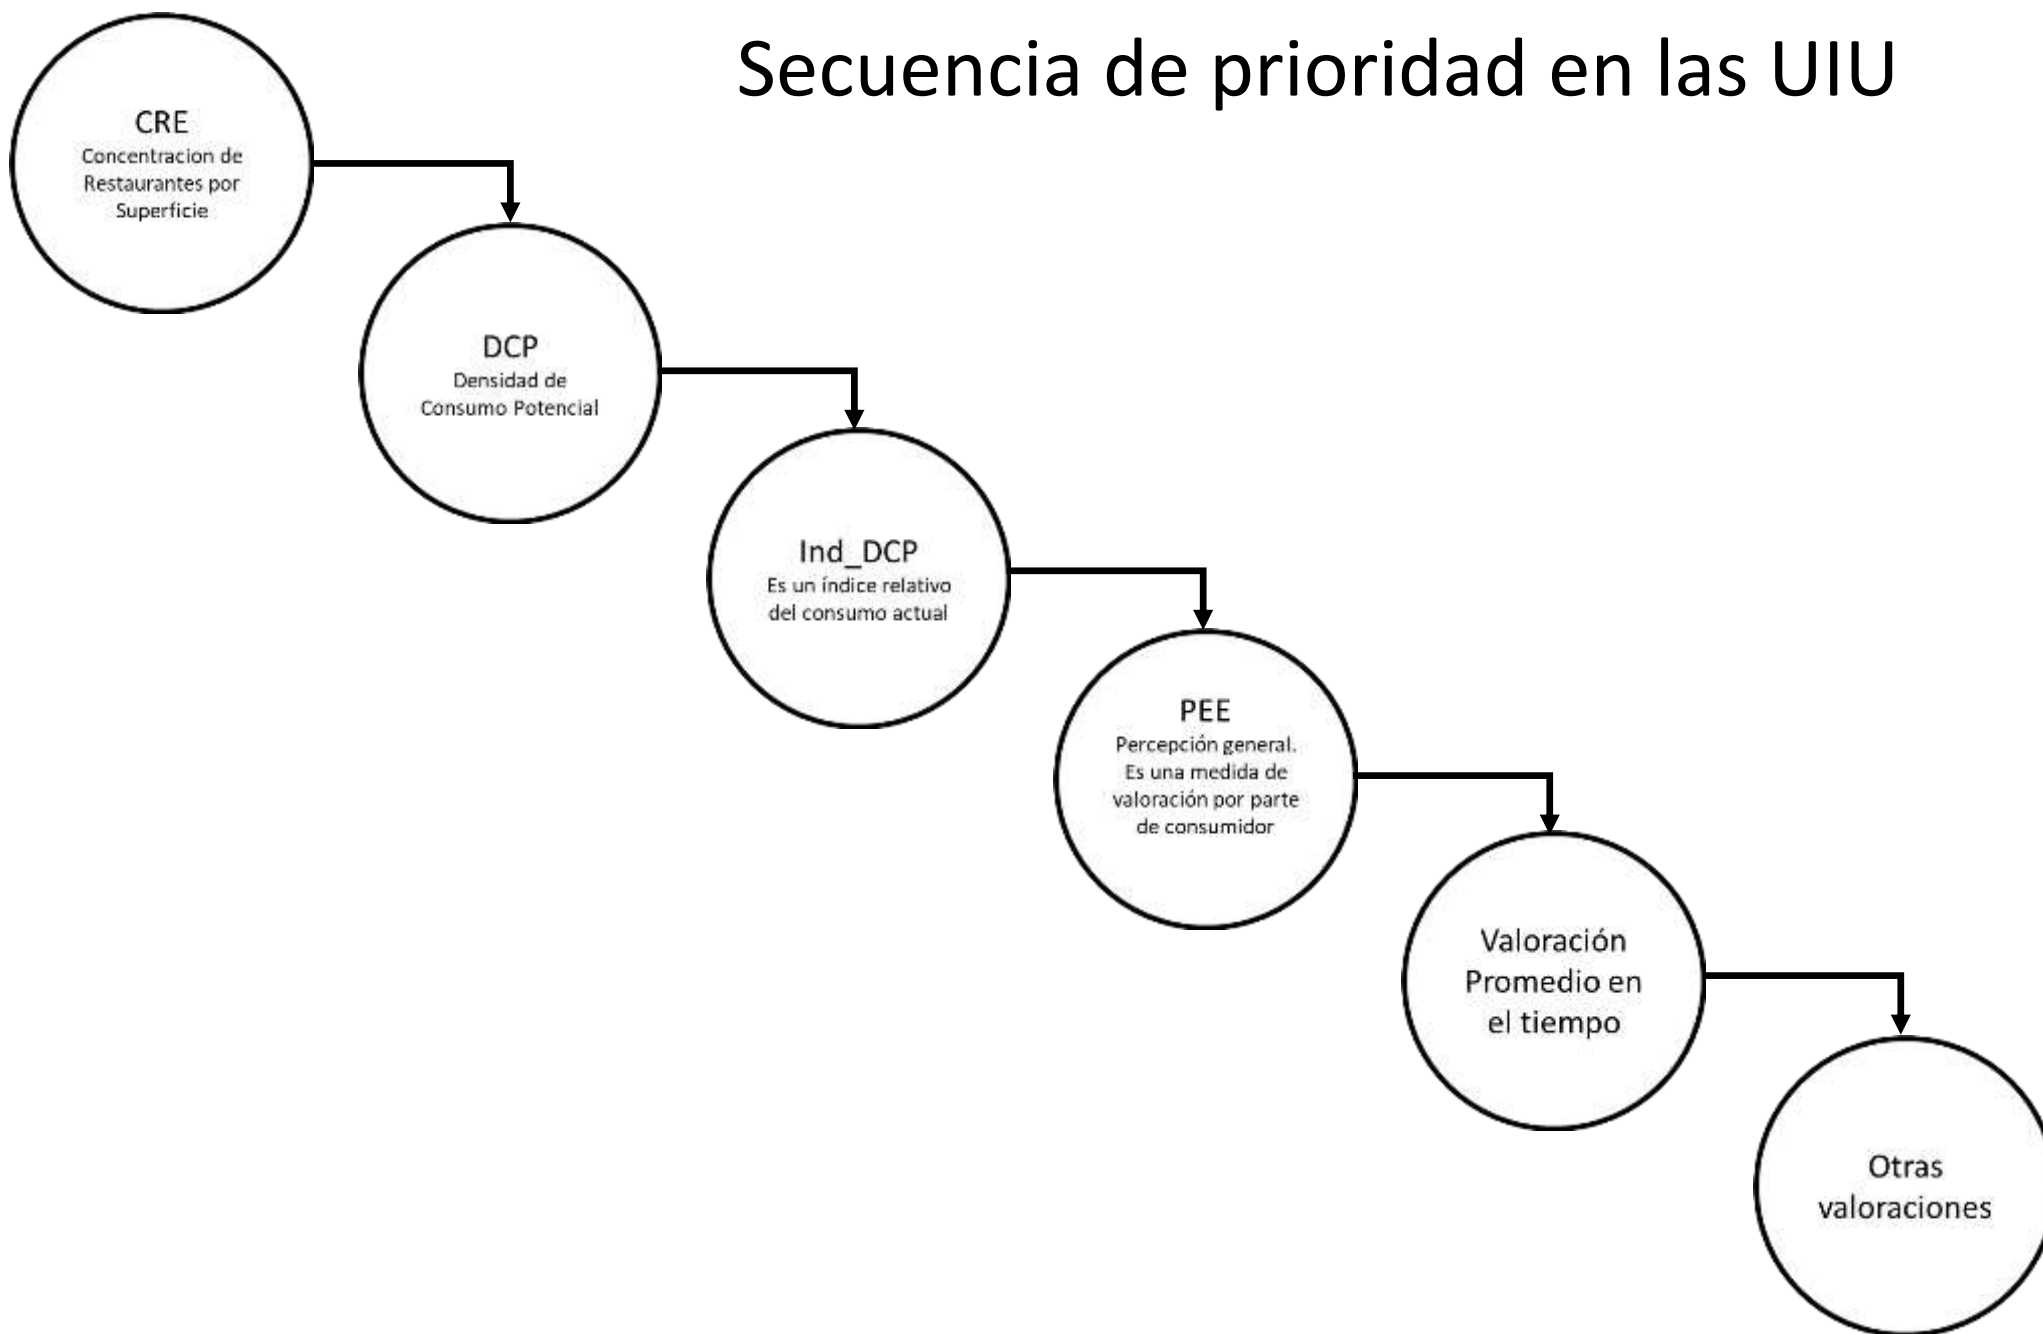 Secuencia de prioridad en las UIU
CRE
Concentracion de
Restaurantes por
Superficie
DCP
Densidad de
Consumo Potencial
Ind_DCP
Es un índice relativo
del consumo actual
PEE
Percepción general.
Es una medida de
valoración por parte
de consumidor
Valoración
Promedio en
el tiempo
Otras
valoraciones